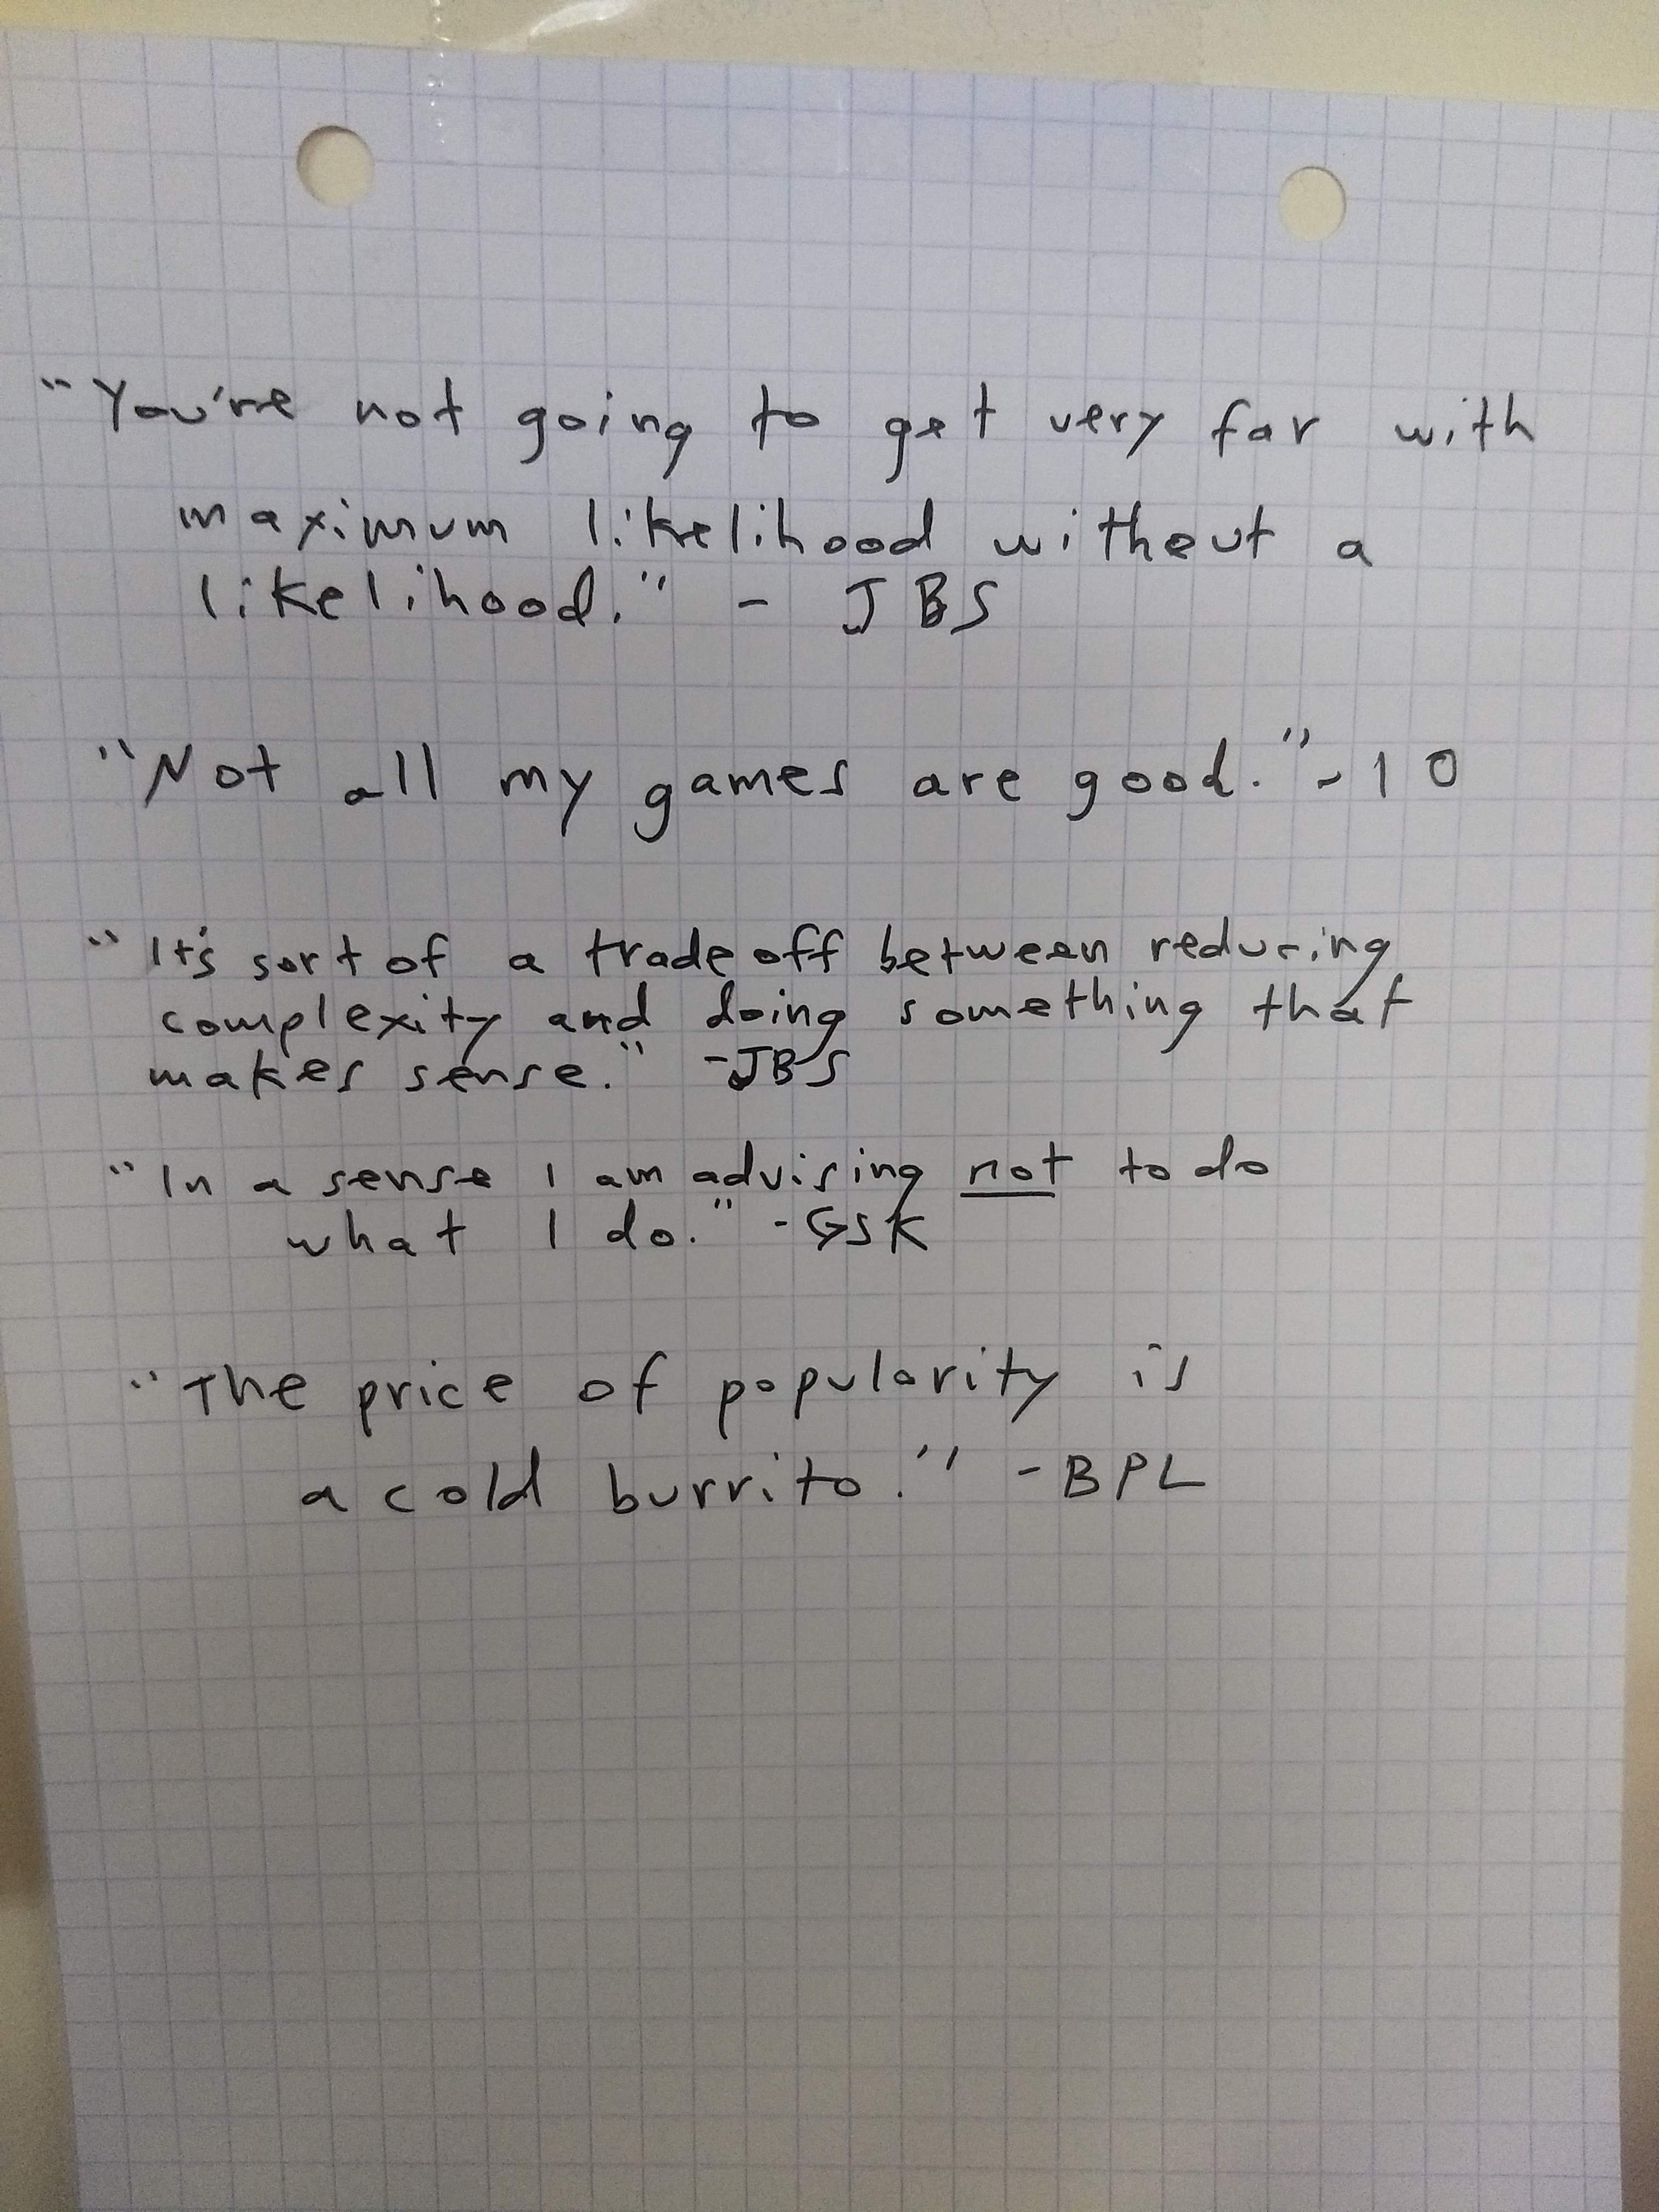 "You're not going to get very far with
maximum likelihood without a
likelihood." - JBS
"Not all my games are good." - 10
"It's sort of a trade off between reducing
complexity and doing something that
makes sense." - JBS
"In a sense I am advising not to do
what I do." - GSK
"The price of popularity is
a cold burrito." - BPL